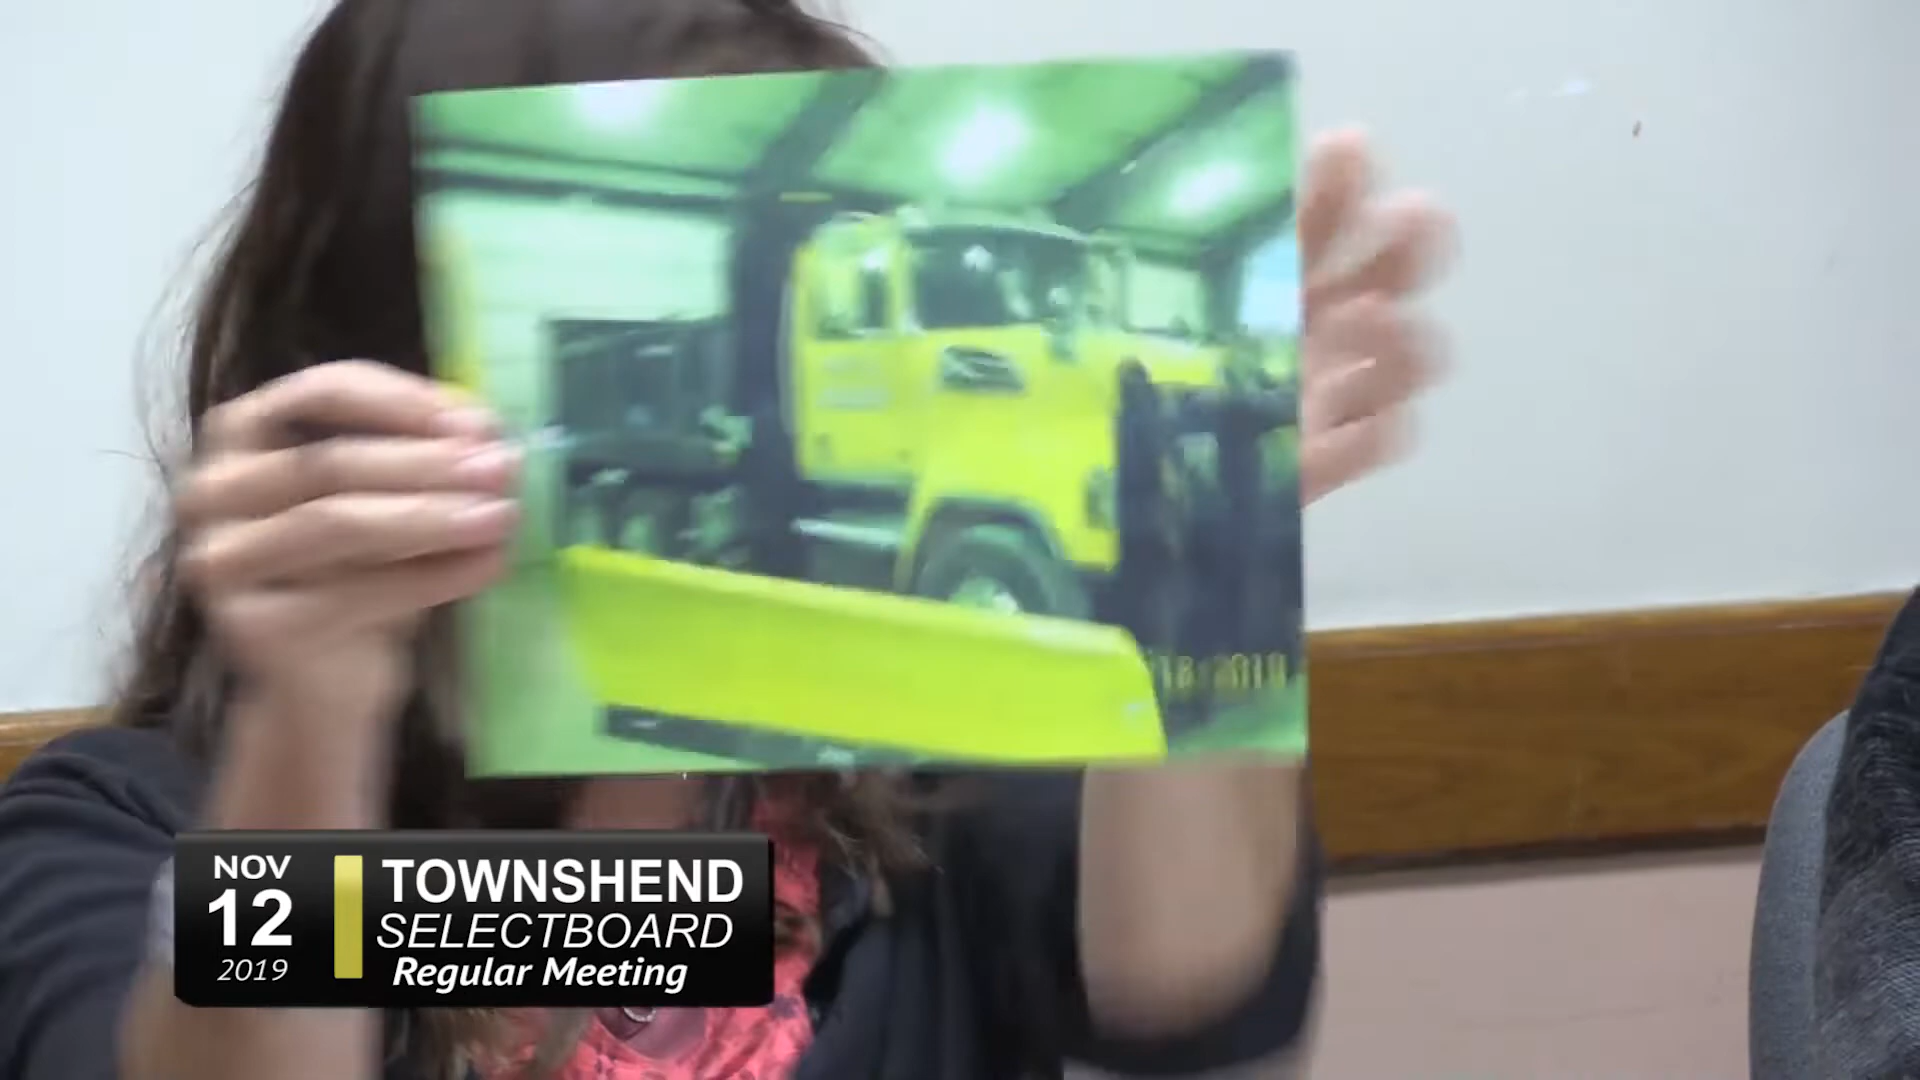 NOV
12
2019
TOWNSHEND
SELECTBOARD
Regular Meeting